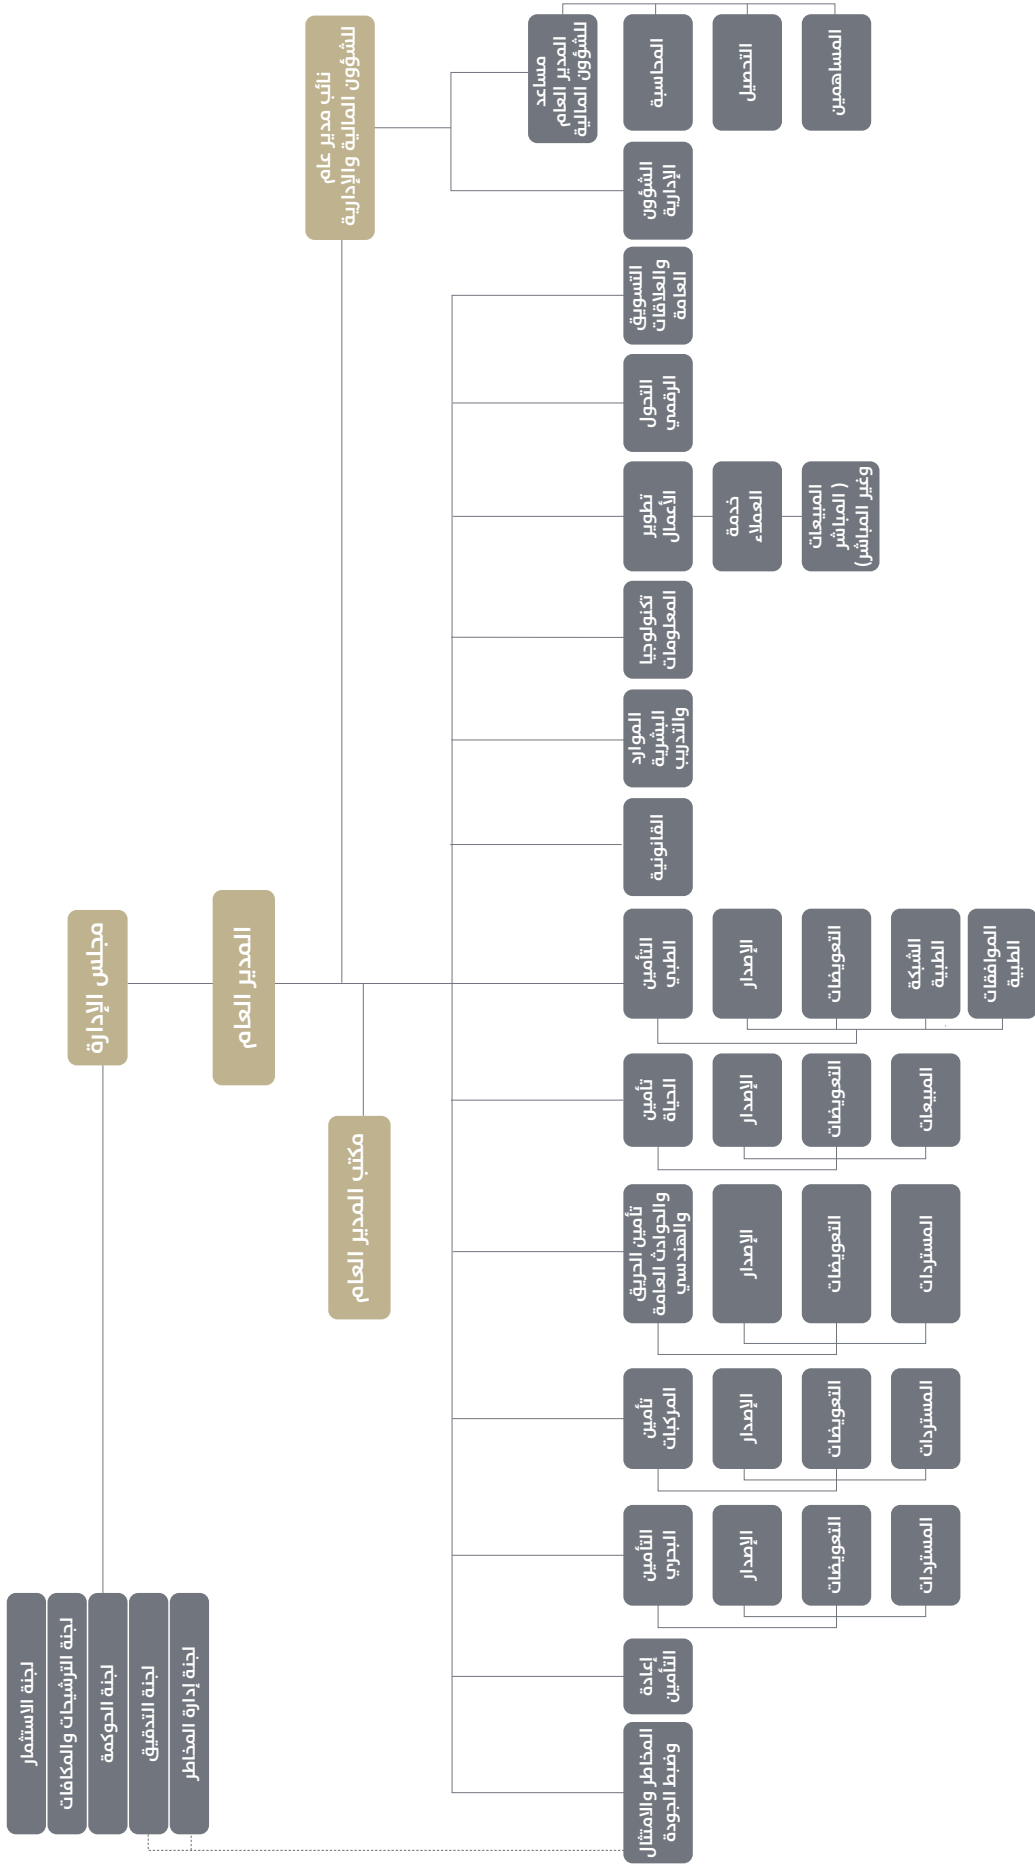 مجلس الإدارة
لجنة الاستثمار
لجنة الترشيحات والمكافات
لجنة الحوكمة
لجنة التدقيق
لجنة إدارة المخاطر
المدير العام
مكتب المدير العام
نائب مدير عام
للشؤون المالية والإدارية
مساعد
المدير العام
للشؤون المالية
المحاسبة
التحصيل
المساهمين
الشؤون
الإدارية
التسويق
والعلاقات
العامة
التحول
الرقمي
تطوير
الأعمال
خدمة
العملاء
المبيعات
( المباشر
وغير المباشر)
تكنولوجيا
المعلومات
الموارد
البشرية
والتدريب
القانونية
التأمين
الطبي
الإصدار
التعويضات
الشبكة
الطبية
الموافقات
الطبية
تأمين
الحياة
الإصدار
التعويضات
المبيعات
تأمين الحريق
والحوادث العامة
والهندسي
الإصدار
التعويضات
المستردات
تأمين
المركبات
الإصدار
التعويضات
المستردات
التأمين
البحري
الإصدار
التعويضات
المستردات
إعادة
التأمين
المخاطر والامتثال
وضبط الجودة